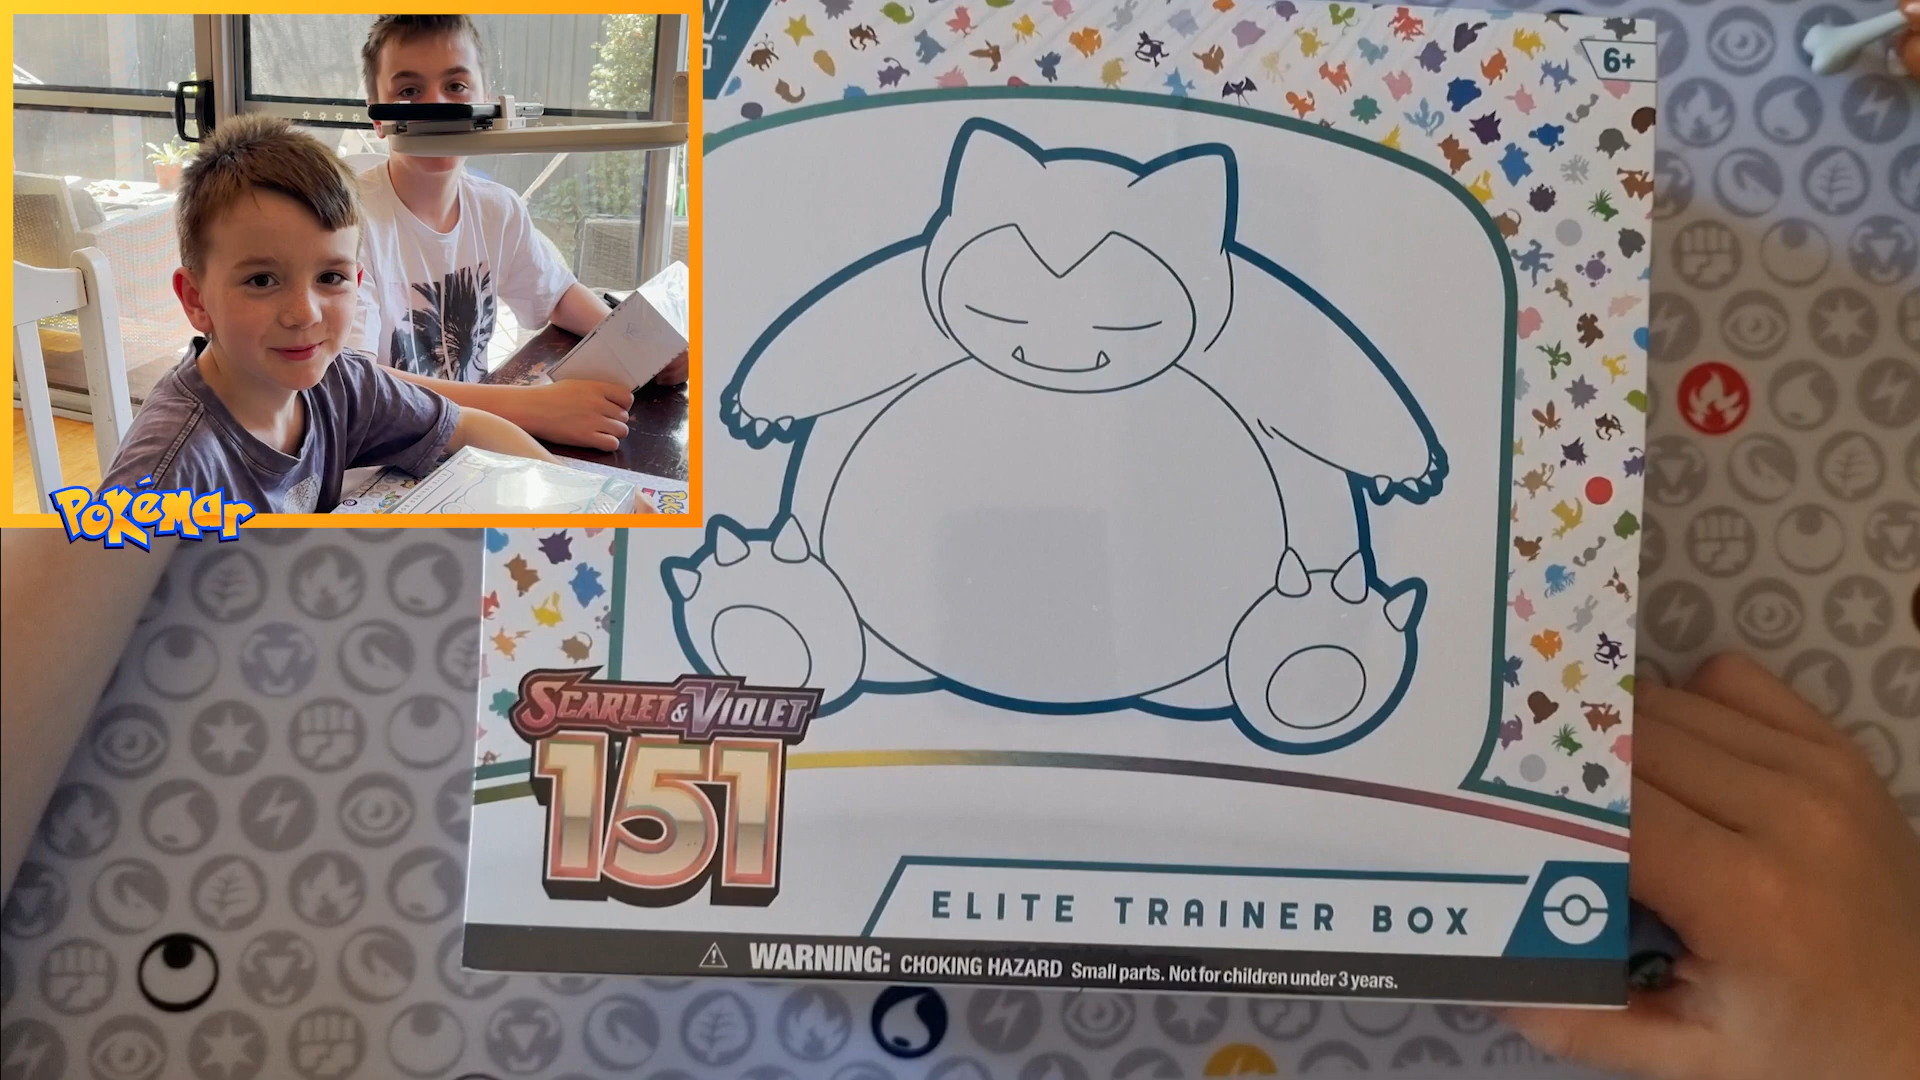 6+
Pokémar
SCARLET & VIOLET
151
ELITE TRAINER BOX
WARNING: CHOKING HAZARD Small parts. Not for children under 3 years.